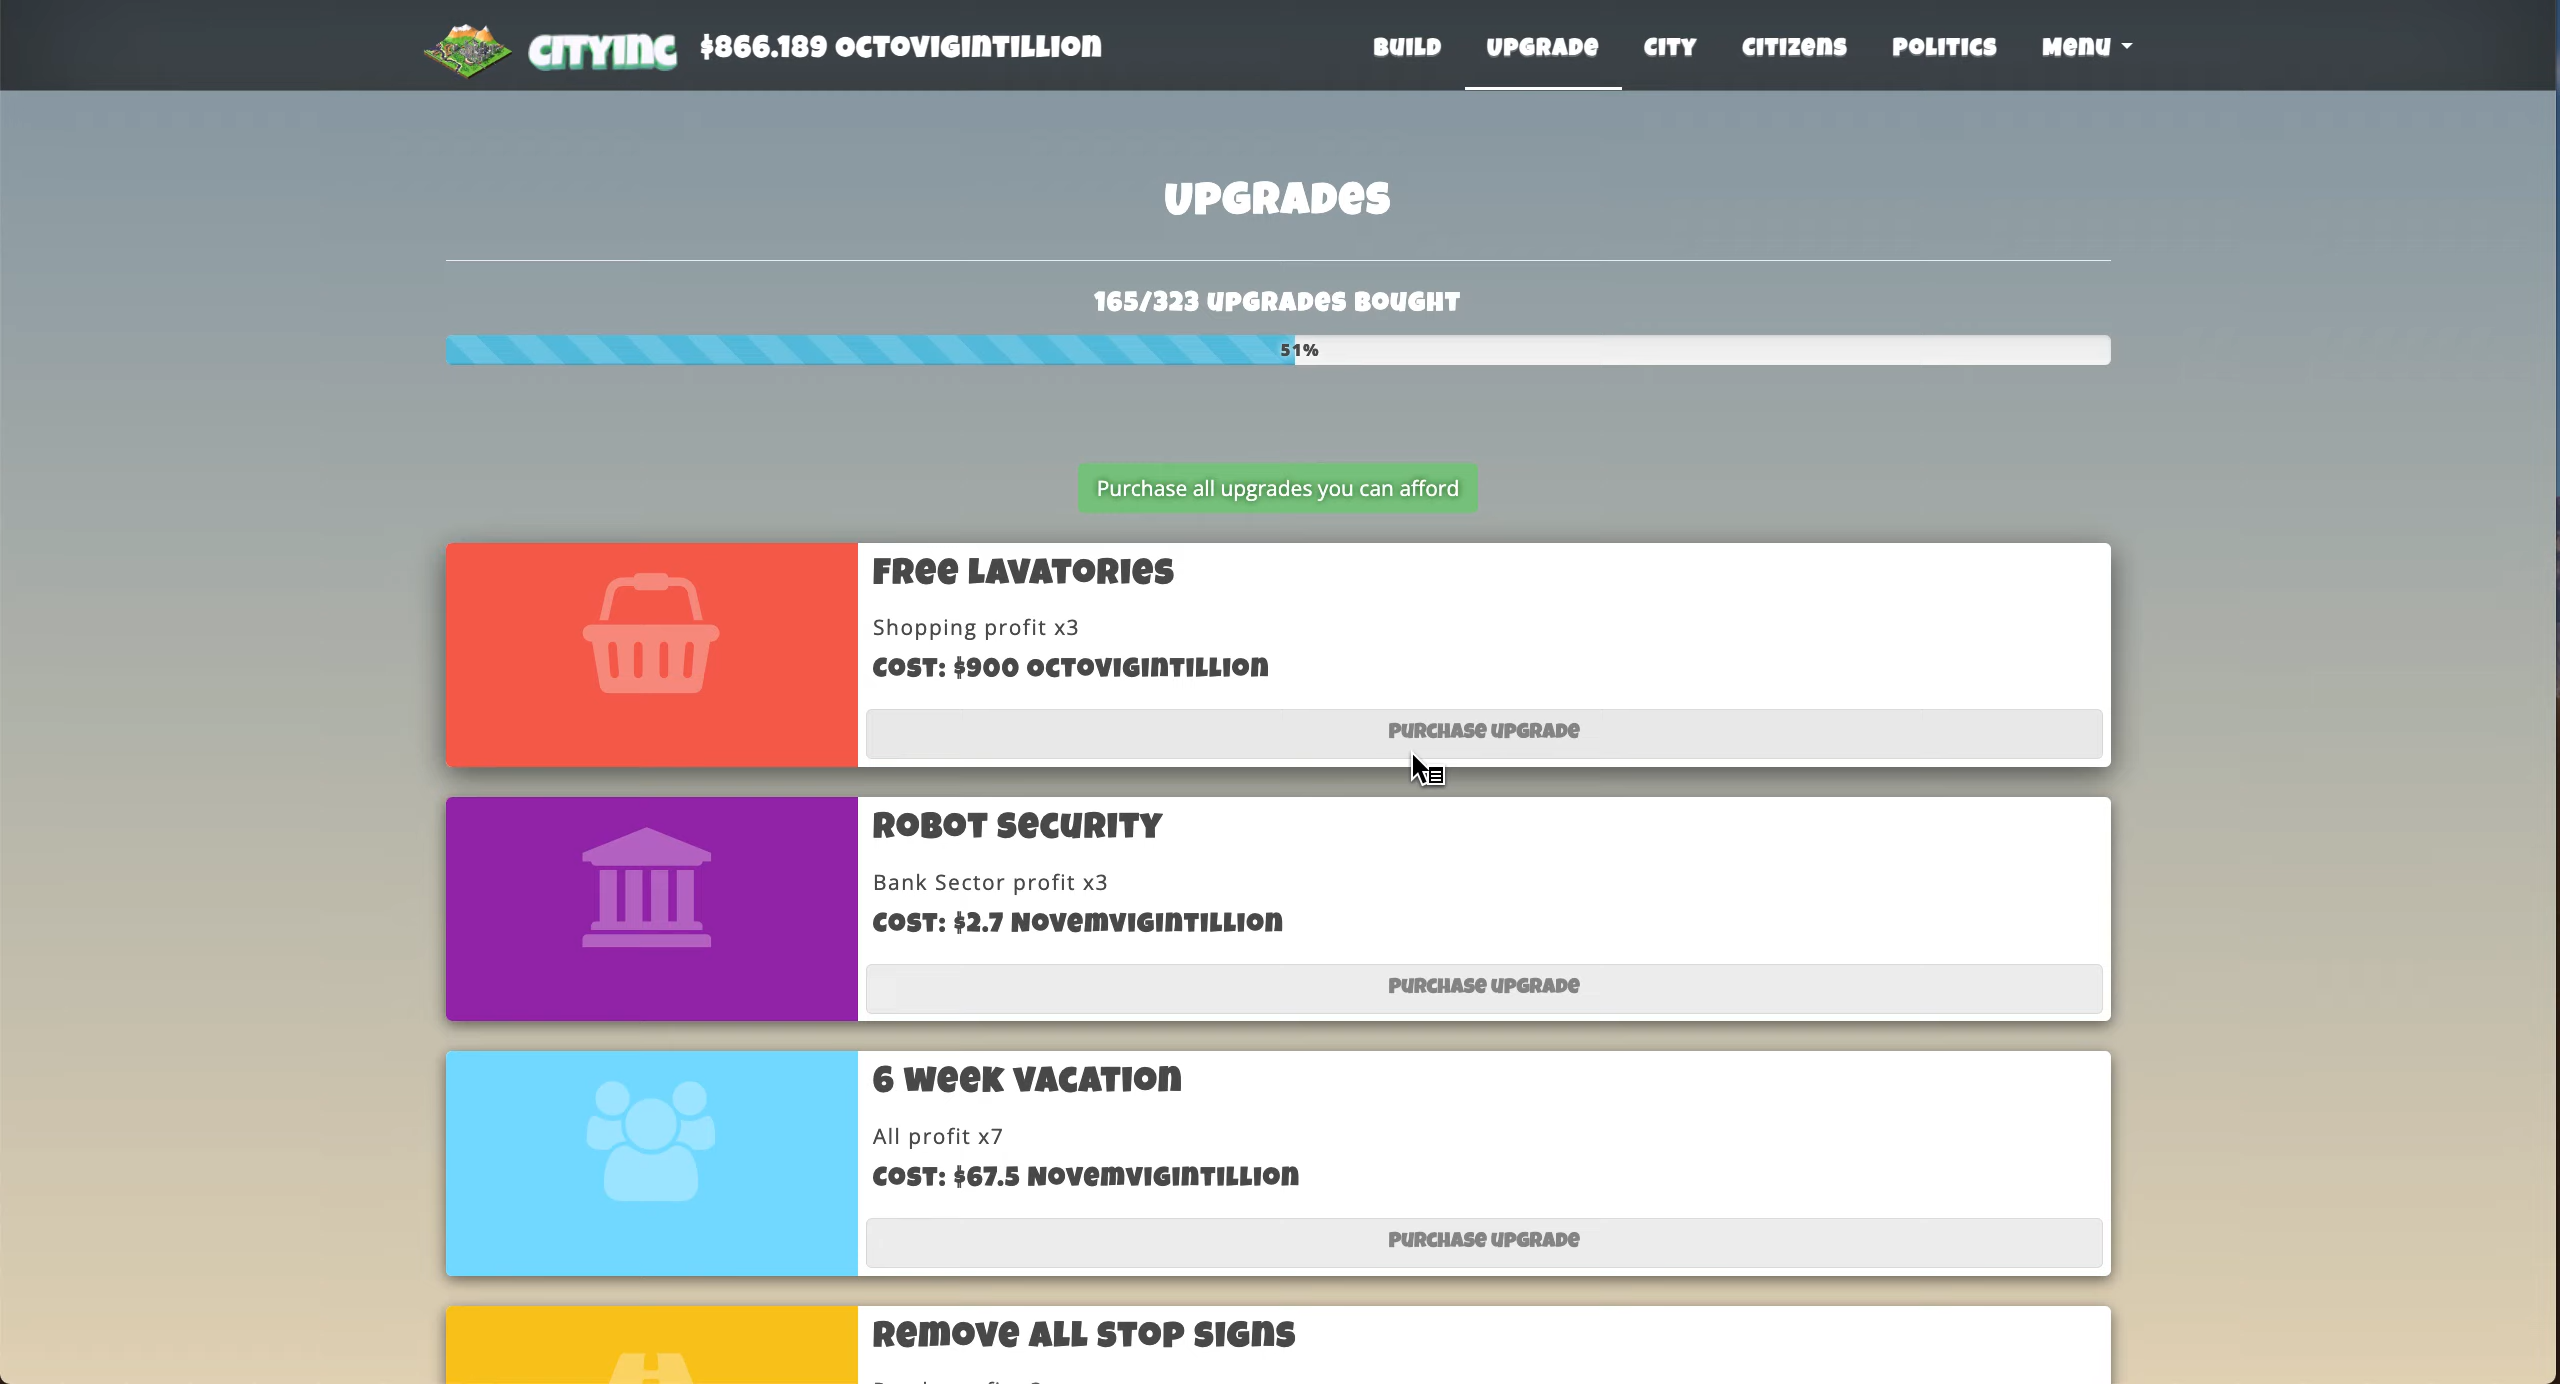 CITYINC $866.189 OCTOVIGINTILLION BUILD UPGRADE CITY CITIZENS POLITICS MENU
UPGRADES
165/323 UPGRADES BOUGHT
51%
Purchase all upgrades you can afford
FREE LAVATORIES
Shopping profit x3
COST: $900 OCTOVIGINTILLION
PURCHASE UPGRADE
ROBOT SECURITY
Bank Sector profit x3
COST: $2.7 NOVEMVIGINTILLION
PURCHASE UPGRADE
6 WEEK VACATION
All profit x7
COST: $67.5 NOVEMVIGINTILLION
PURCHASE UPGRADE
REMOVE ALL STOP SIGNS